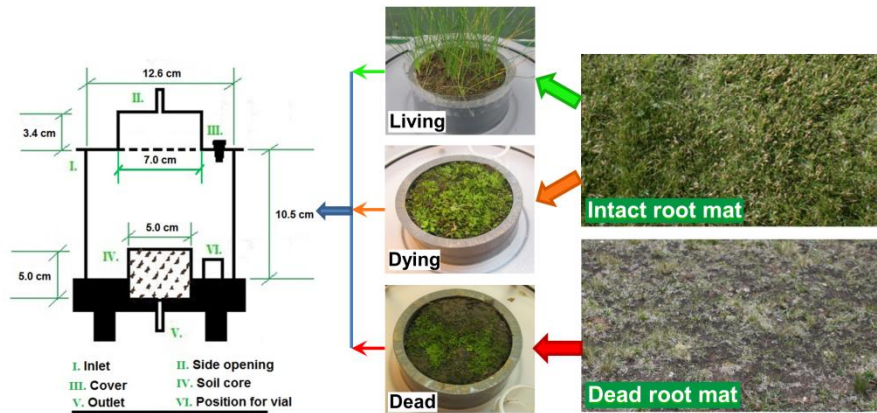 12.6 cm
II.
3.4 cm
III.
I.
7.0 cm
10.5 cm
5.0 cm
IV.
VI.
5.0 cm
V.
I. Inlet
II. Side opening
III. Cover
IV. Soil core
V. Outlet
VI. Position for vial
Living
Dying
Dead
Intact root mat
Dead root mat